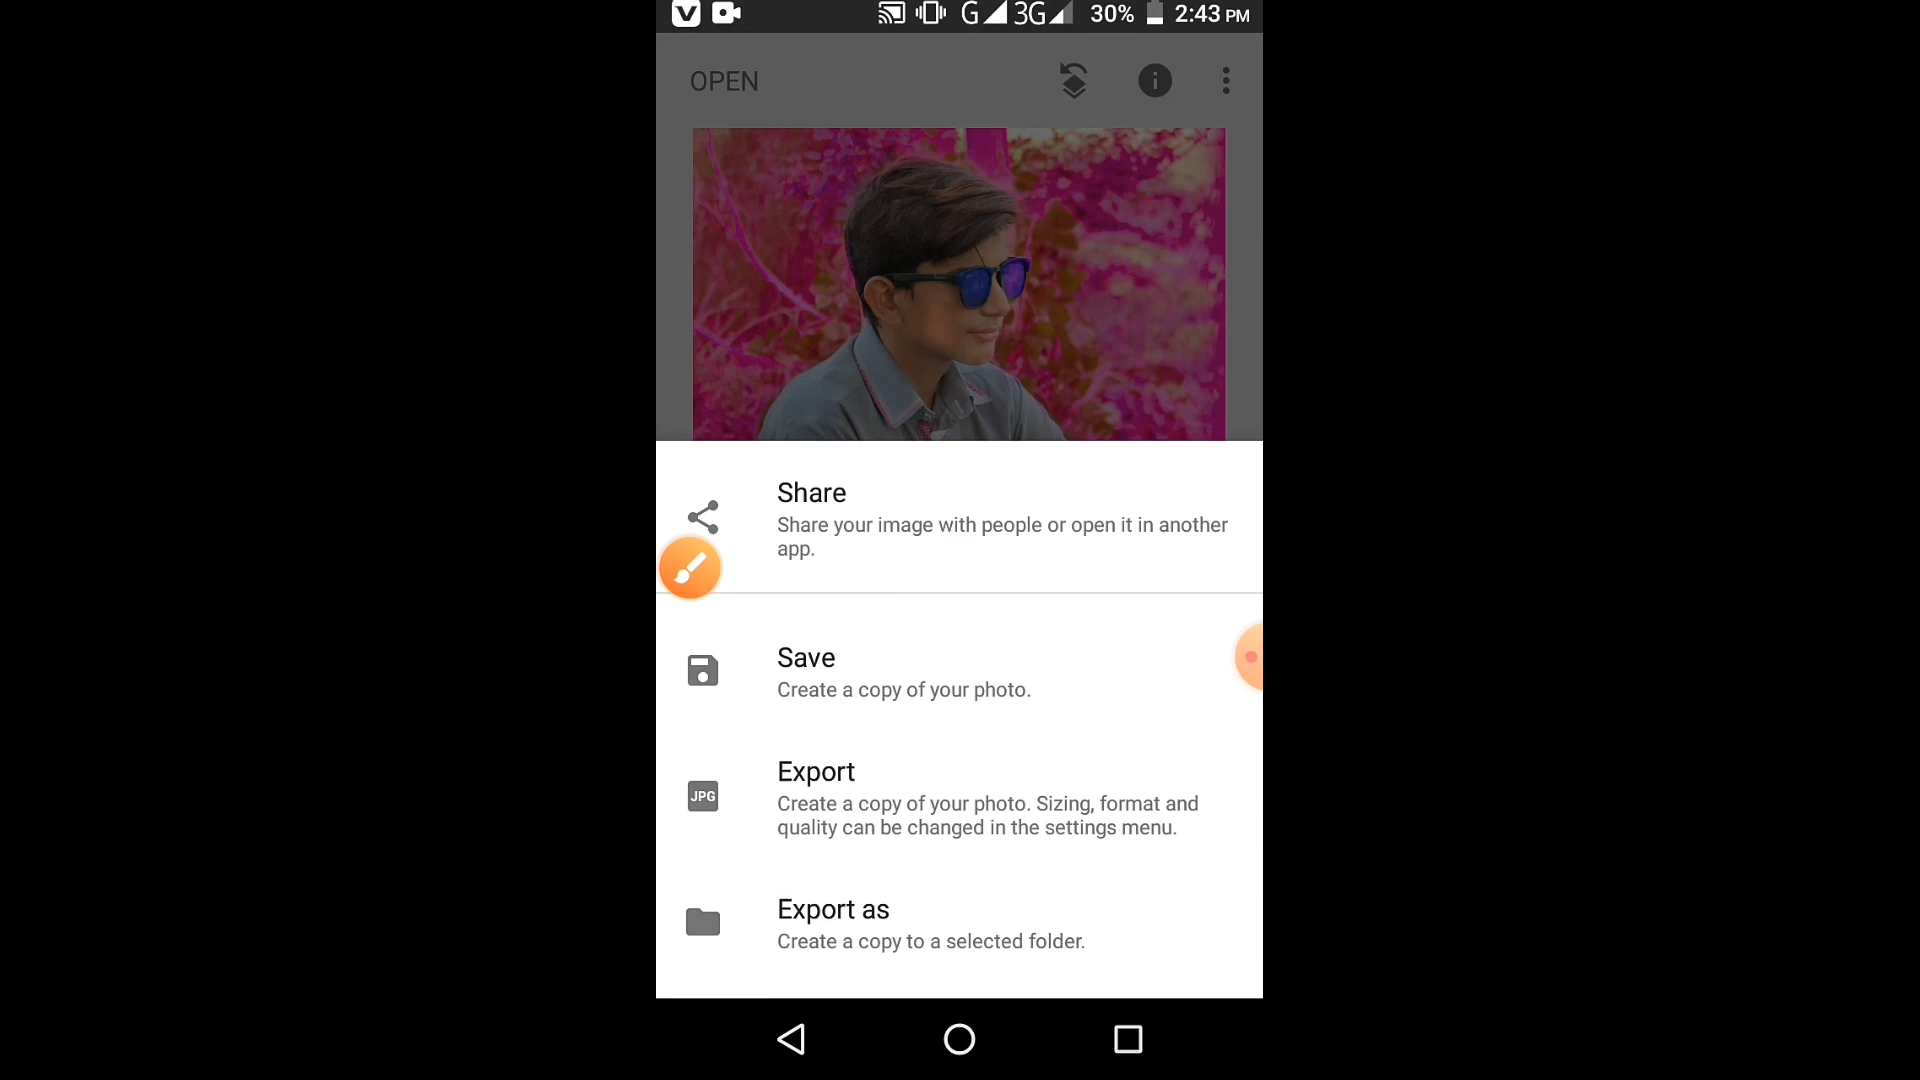 G 3G 30% 2:43 PM
OPEN
Share
Share your image with people or open it in another
app.
Save
Create a copy of your photo.
JPG
Export
Create a copy of your photo. Sizing, format and
quality can be changed in the settings menu.
Export as
Create a copy to a selected folder.